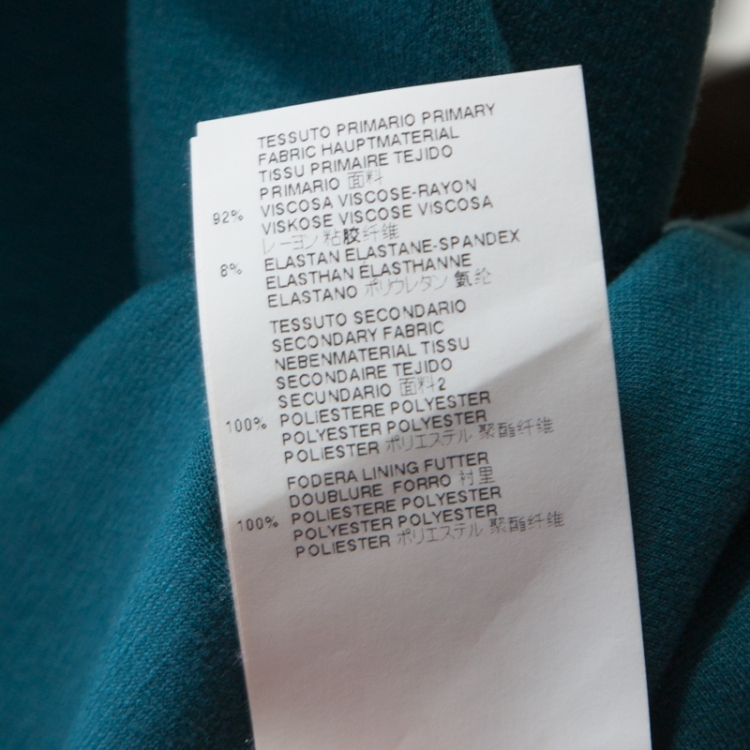 TESSUTO PRIMARIO PRIMARY
FABRIC HAUPTMATERIAL
TISSU PRIMAIRE TEJIDO
PRIMARIO 面料
92% VISCOSA VISCOSE-RAYON
VISKOSE VISCOSE VISCOSA
レーヨン 粘胶纤维
8% ELASTAN ELASTANE-SPANDEX
ELASTHAN ELASTHANNE
ELASTANO ポリウレタン 氨纶
TESSUTO SECONDARIO
SECONDARY FABRIC
NEBENMATERIAL TISSU
SECONDAIRE TEJIDO
SECUNDARIO 面料2
100% POLIESTERE POLYESTER
POLYESTER POLYESTER
POLIESTER ポリエステル 聚酯纤维
FODERA LINING FUTTER
DOUBLURE FORRO 衬里
100% POLIESTERE POLYESTER
POLYESTER POLYESTER
POLIESTER ポリエステル 聚酯纤维